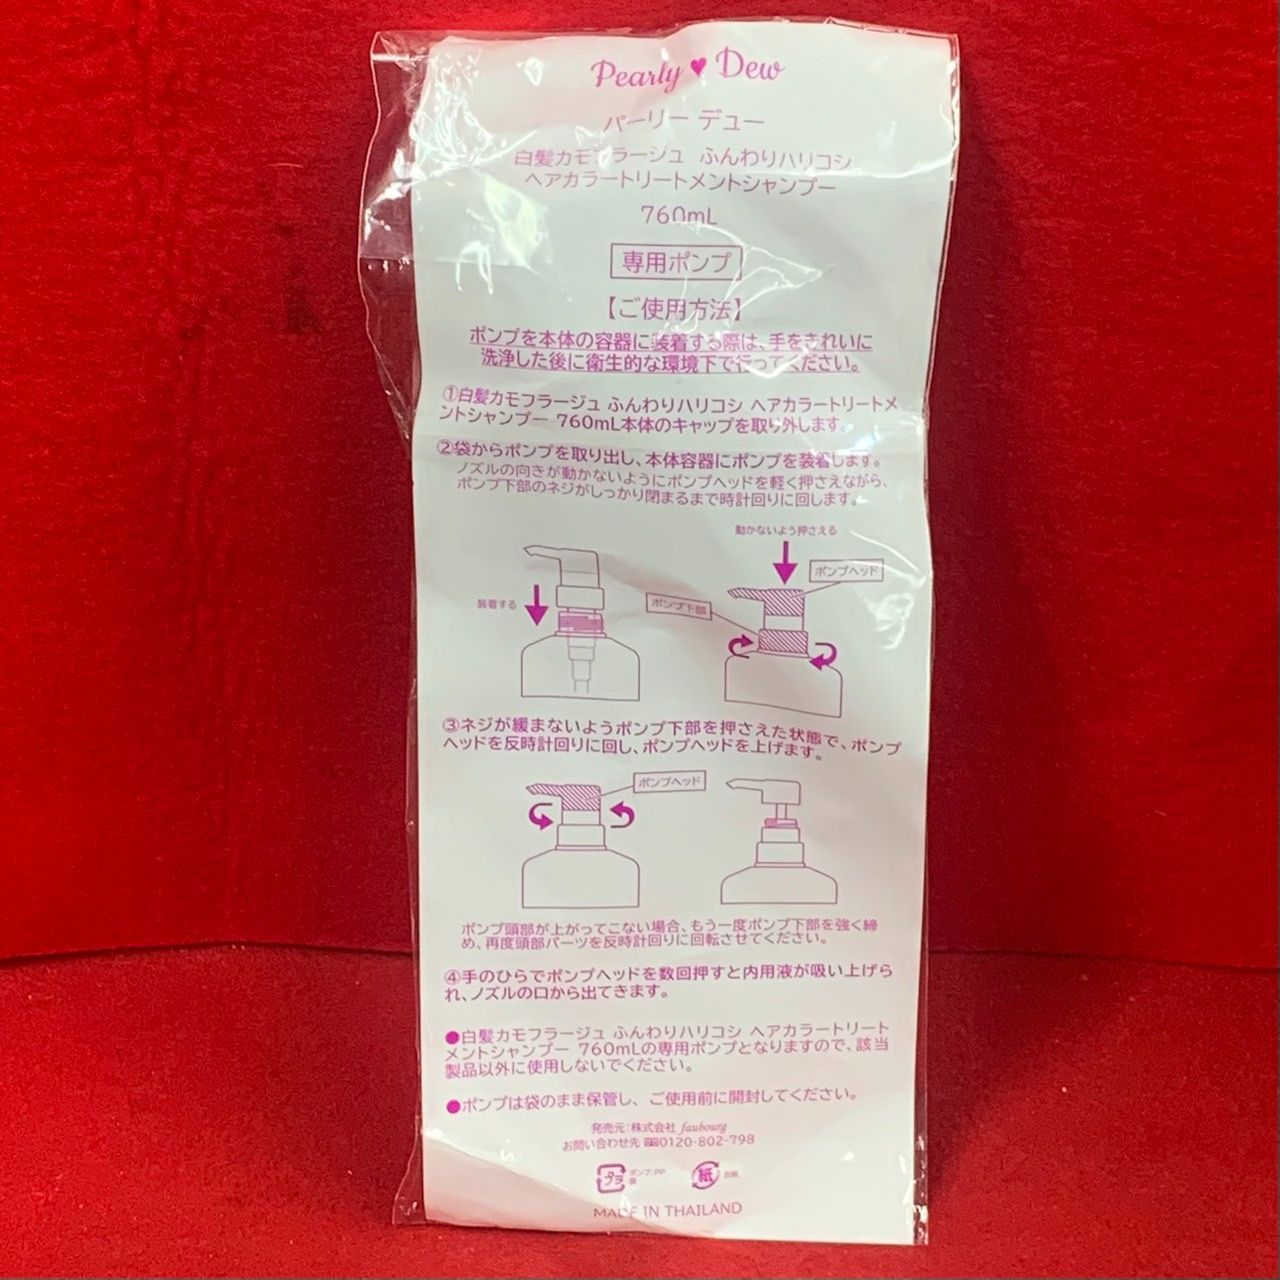 Pearly♥Dew
パーリー デュー
白髪カモフラージュ ふんわりハリコシ
ヘアカラートリートメントシャンプー
760mL
専用ポンプ
【ご使用方法】
ポンプを本体の容器に装着する際は、手をきれいに
洗浄した後に衛生的な環境下で行ってください。
①白髪カモフラージュ ふんわりハリコシ ヘアカラートリートメ
ントシャンプー 760mL本体のキャップを取り外します。
②袋からポンプを取り出し、本体容器にポンプを装着します。
ノズルの向きが動かないようにポンプヘッドを軽く押さえながら、
ポンプ下部のネジがしっかり閉まるまで時計回りに回します。
動かないよう押さえる
ポンプヘッド
装着する
ポンプ下部
③ネジが緩まないようポンプ下部を押さえた状態で、ポンプ
ヘッドを反時計回りに回し、ポンプヘッドを上げます。
ポンプヘッド
ポンプ頭部が上がってこない場合、もう一度ポンプ下部を強く締
め、再度頭部パーツを反時計回りに回転させてください。
④手のひらでポンプヘッドを数回押すと内用液が吸い上げら
れ、ノズルの口から出てきます。
●白髪カモフラージュ ふんわりハリコシ ヘアカラートリート
メントシャンプー 760mLの専用ポンプとなりますので、該当
製品以外に使用しないでください。
●ポンプは袋のまま保管し、ご使用前に開封してください。
発売元：株式会社 faubourg
お問い合わせ先 0120-802-798
プラ ポンプ：PP
袋
紙 台紙
MADE IN THAILAND